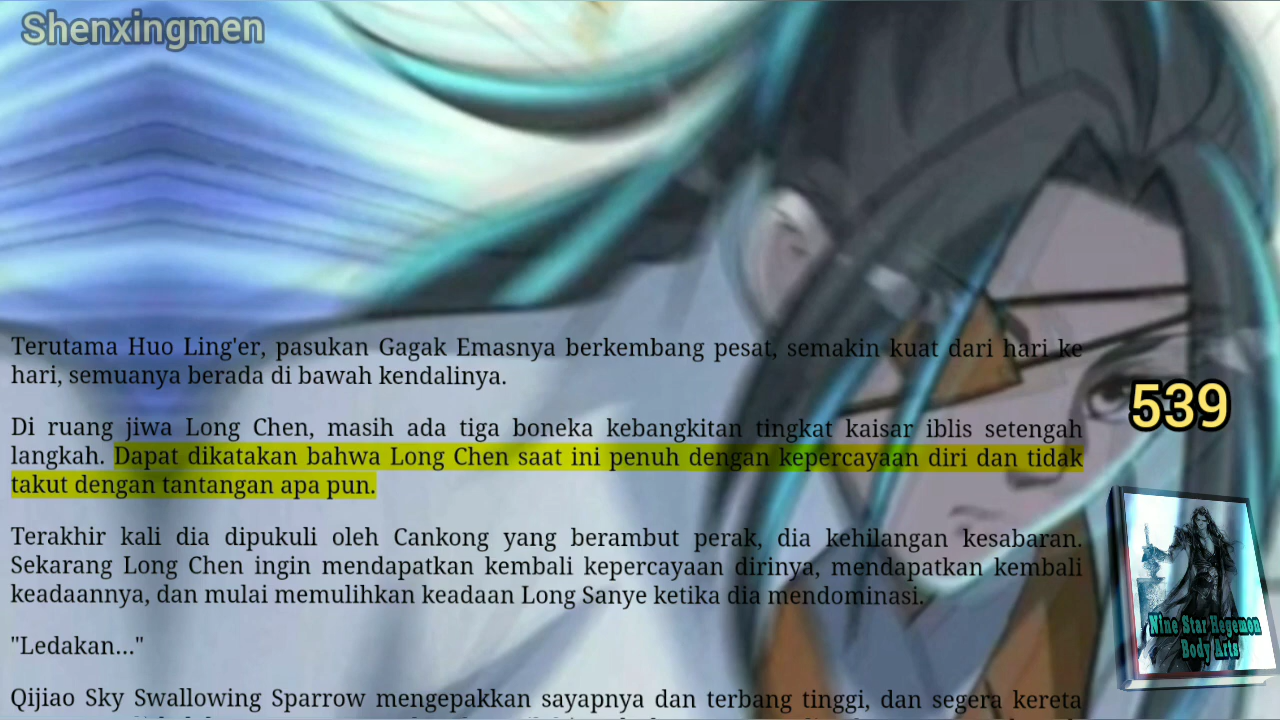 Shenxingmen
Terutama Huo Ling'er, pasukan Gagak Emasnya berkembang pesat, semakin kuat dari hari ke
hari, semuanya berada di bawah kendalinya.
Di ruang jiwa Long Chen, masih ada tiga boneka kebangkitan tingkat kaisar iblis setengah
langkah. Dapat dikatakan bahwa Long Chen saat ini penuh dengan kepercayaan diri dan tidak
takut dengan tantangan apa pun.
Terakhir kali dia dipukuli oleh Cankong yang berambut perak, dia kehilangan kesabaran.
Sekarang Long Chen ingin mendapatkan kembali kepercayaan dirinya, mendapatkan kembali
keadaannya, dan mulai memulihkan keadaan Long Sanye ketika dia mendominasi.
"Ledakan..."
Qijiao Sky Swallowing Sparrow mengepakkan sayapnya dan terbang tinggi, dan segera kereta
539
Nine Star Hegemon
Body Arts